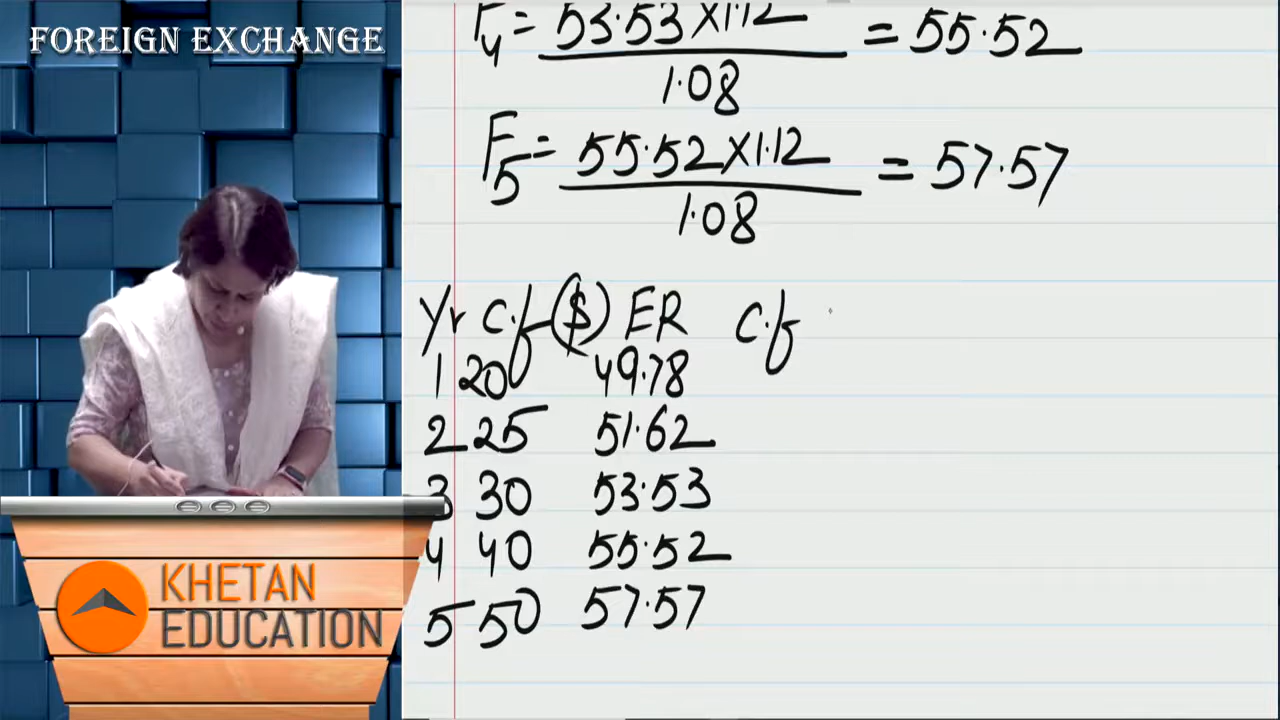 FOREIGN EXCHANGE
F4 = 53.53 X 1.12 = 55.52
1.08
F5 = 55.52 X 1.12 = 57.57
1.08
Yr C.f ($) ER C.f
1 20 49.78
2 25 51.62
3 30 53.53
4 40 55.52
5 50 57.57
KHETAN
EDUCATION